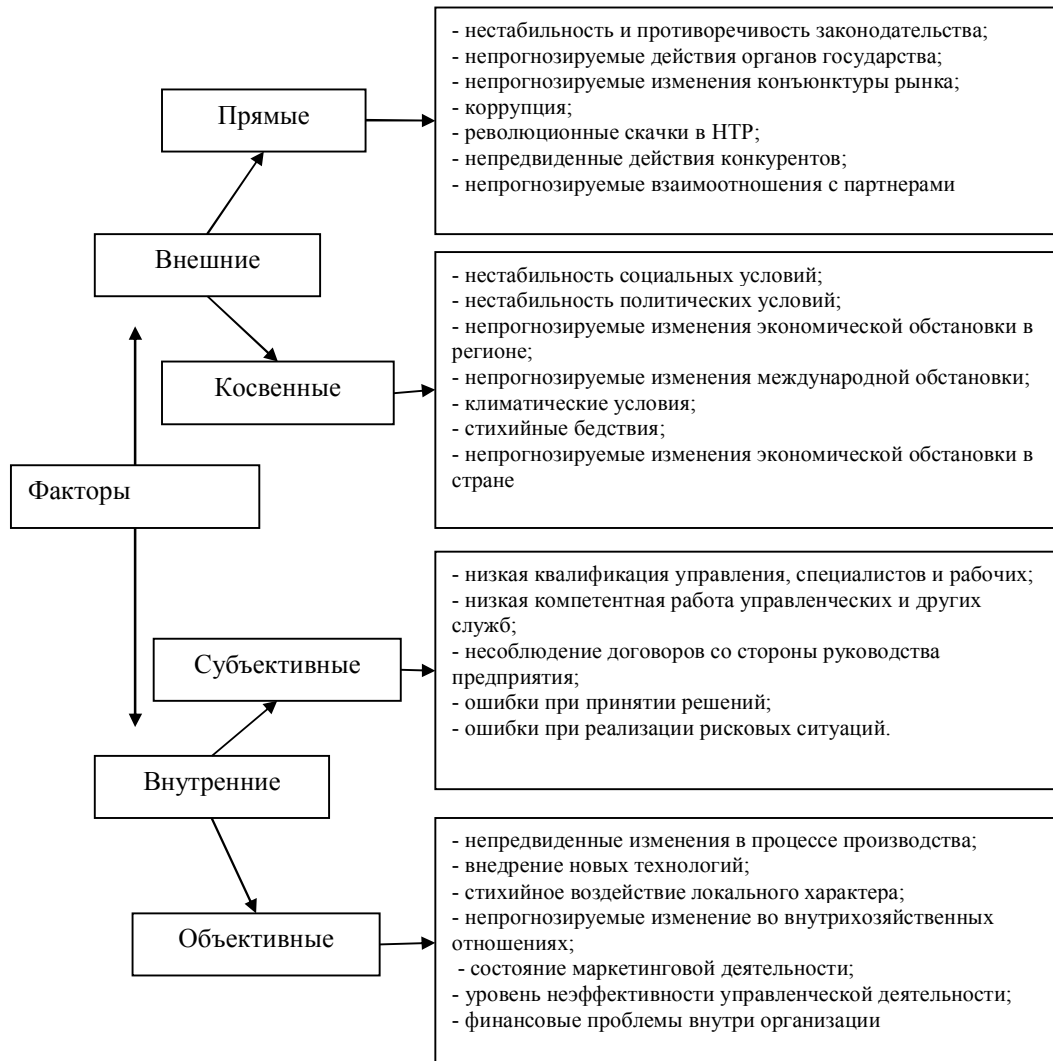 Прямые
- нестабильность и противоречивость законодательства;
- непрогнозируемые действия органов государства;
- непрогнозируемые изменения конъюнктуры рынка;
- коррупция;
- революционные скачки в НТР;
- непредвиденные действия конкурентов;
- непрогнозируемые взаимоотношения с партнерами
Внешние
Косвенные
- нестабильность социальных условий;
- нестабильность политических условий;
- непрогнозируемые изменения экономической обстановки в
регионе;
- непрогнозируемые изменения международной обстановки;
- климатические условия;
- стихийные бедствия;
- непрогнозируемые изменения экономической обстановки в
стране
Факторы
Субъективные
- низкая квалификация управления, специалистов и рабочих;
- низкая компетентная работа управленческих и других
служб;
- несоблюдение договоров со стороны руководства
предприятия;
- ошибки при принятии решений;
- ошибки при реализации рисковых ситуаций.
Внутренние
Объективные
- непредвиденные изменения в процессе производства;
- внедрение новых технологий;
- стихийное воздействие локального характера;
- непрогнозируемые изменение во внутрихозяйственных
отношениях;
- состояние маркетинговой деятельности;
- уровень неэффективности управленческой деятельности;
- финансовые проблемы внутри организации